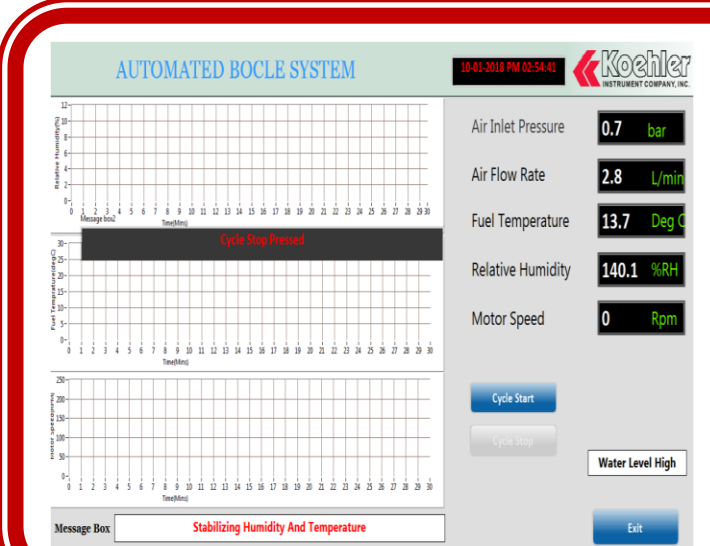 AUTOMATED BOCLE SYSTEM
10-01-2018 PM 02:54:41
Koehler
INSTRUMENT COMPANY, INC.
Relative Humidity(%)
12
10
8
6
4
2
0
0 1 2 3 4 5 6 7 8 9 10 11 12 13 14 15 16 17 18 19 20 21 22 23 24 25 26 27 28 29 30
Message box2
Time(Mins)
Cycle Stop Pressed
Fuel Temprature(degC)
30
25
20
15
10
5
0
0 1 2 3 4 5 6 7 8 9 10 11 12 13 14 15 16 17 18 19 20 21 22 23 24 25 26 27 28 29 30
Time(Mins)
Motor Speed(RPM)
250
200
150
100
50
0
0 1 2 3 4 5 6 7 8 9 10 11 12 13 14 15 16 17 18 19 20 21 22 23 24 25 26 27 28 29 30
Time(Mins)
Message Box
Stabilizing Humidity And Temperature
Air Inlet Pressure 0.7 bar
Air Flow Rate 2.8 L/min
Fuel Temperature 13.7 Deg C
Relative Humidity 140.1 %RH
Motor Speed 0 Rpm
Cycle Start
Cycle Stop
Water Level High
Exit